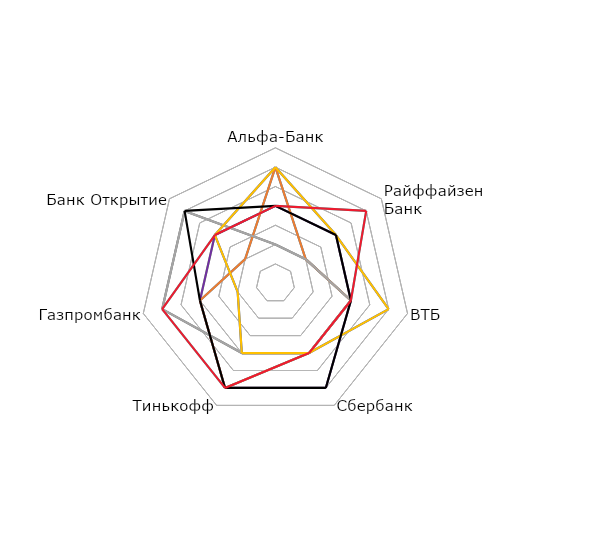 Альфа-Банк
Райффайзен
Банк
Банк Открытие
Газпромбанк
ВТБ
Тинькофф
Сбербанк